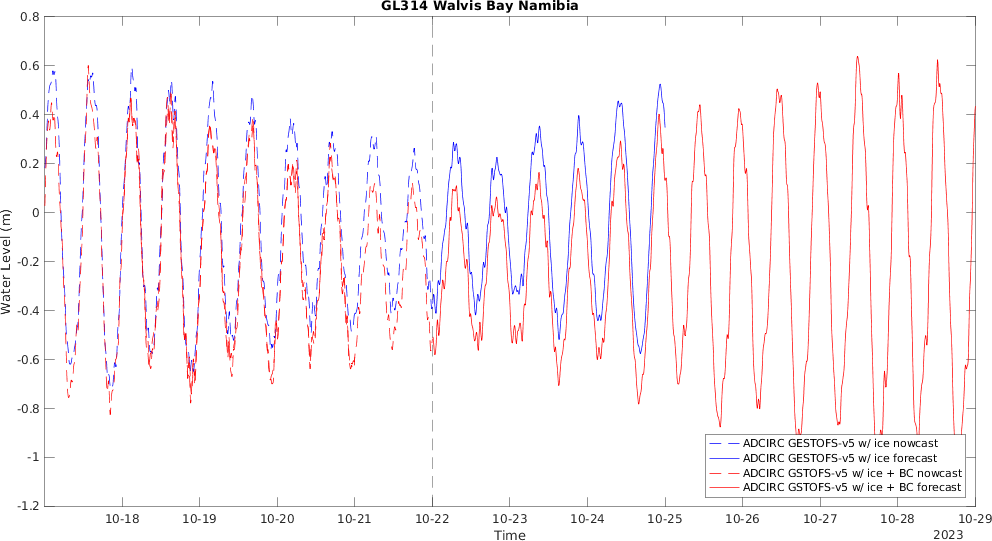 GL314 Walvis Bay Namibia
0.8
0.6
0.4
0.2
0
-0.2
-0.4
-0.6
-0.8
-1
-1.2
Water Level (m)
ADCIRC GESTOFS-v5 w/ ice nowcast
ADCIRC GESTOFS-v5 w/ ice forecast
ADCIRC GSTOFS-v5 w/ ice + BC nowcast
ADCIRC GSTOFS-v5 w/ ice + BC forecast
10-18 10-19 10-20 10-21 10-22 10-23 10-24 10-25 10-26 10-27 10-28 10-29
Time
2023